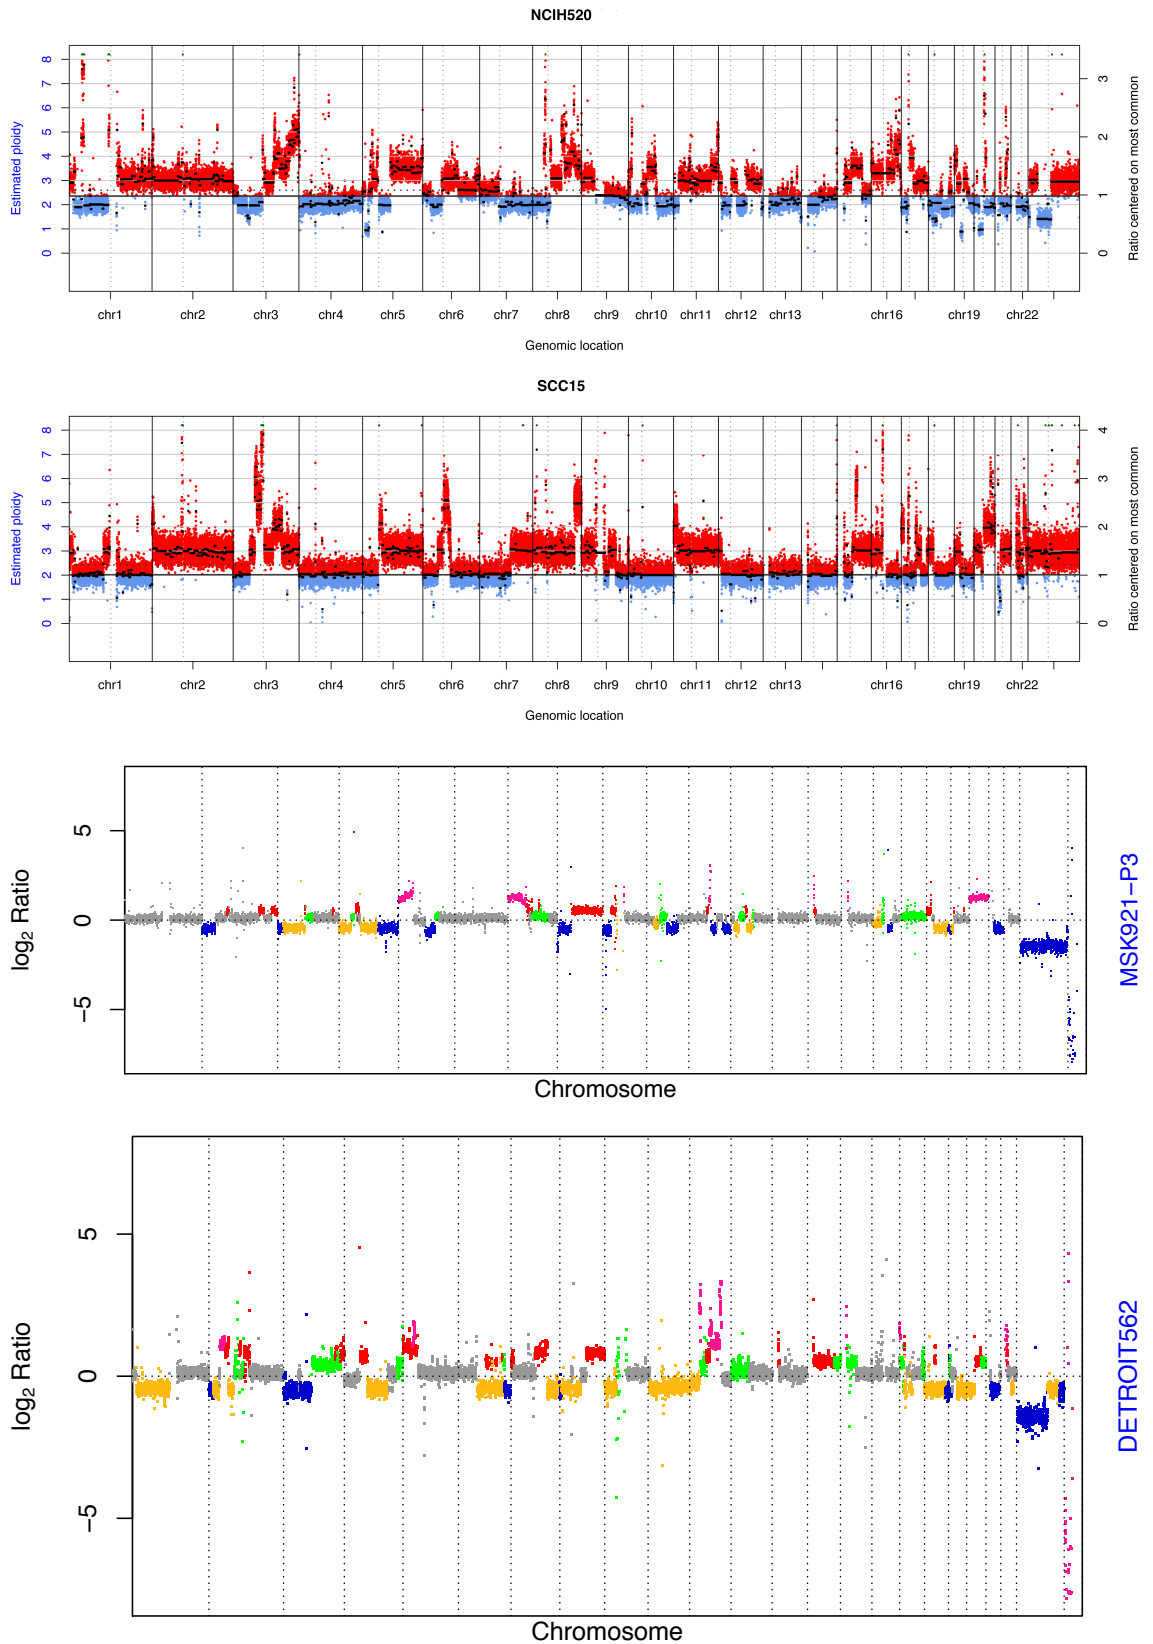 NCIH520
Estimated ploidy
8
7
6
5
4
3
2
1
0
3
2
1
0
Ratio centered on most common
chr1 chr2 chr3 chr4 chr5 chr6 chr7 chr8 chr9 chr10 chr11 chr12 chr13 chr16 chr19 chr22
Genomic location
SCC15
Estimated ploidy
8
7
6
5
4
3
2
1
0
4
3
2
1
0
Ratio centered on most common
chr1 chr2 chr3 chr4 chr5 chr6 chr7 chr8 chr9 chr10 chr11 chr12 chr13 chr16 chr19 chr22
Genomic location
log₂ Ratio
5
0
−5
MSK921−P3
Chromosome
log₂ Ratio
5
0
−5
DETROIT562
Chromosome